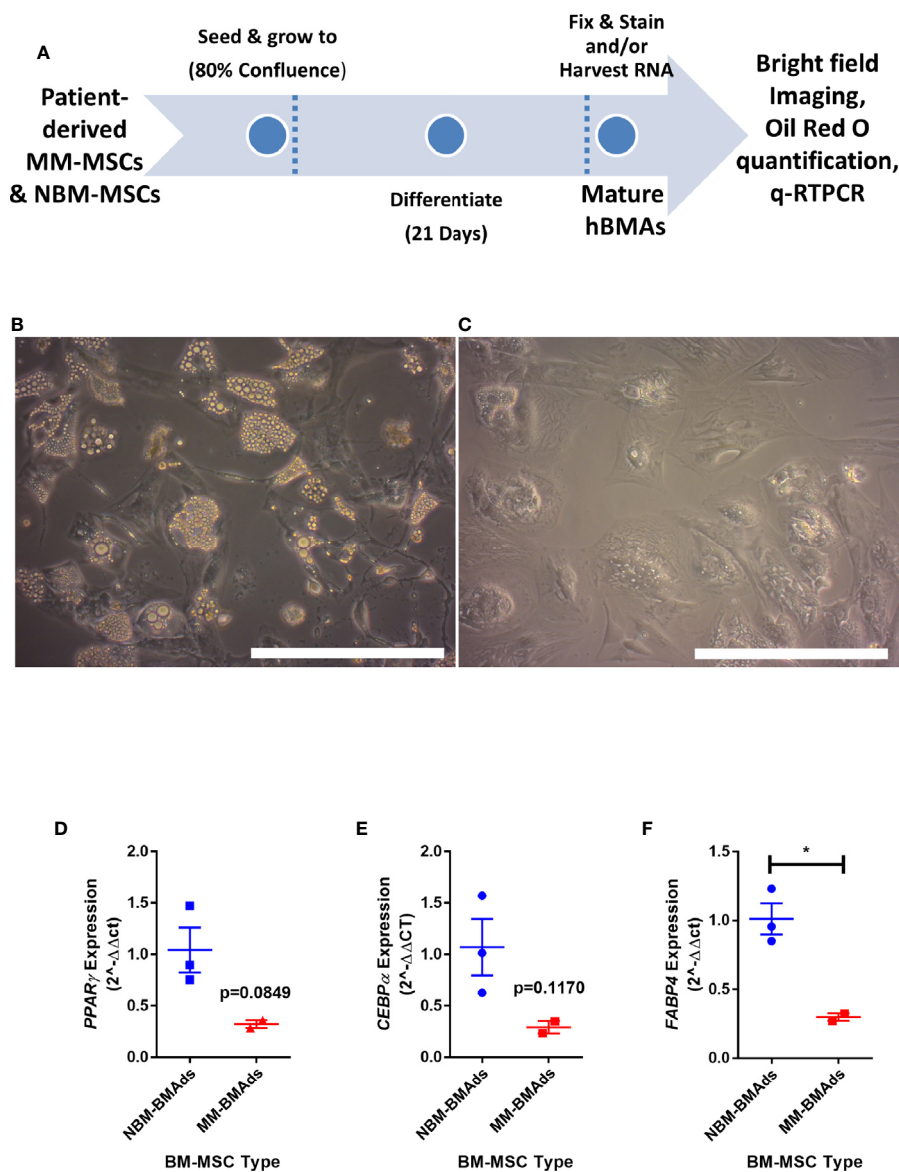 A
Seed & grow to
(80% Confluence)
Fix & Stain
and/or
Harvest RNA
Patient-
derived
MM-MSCs
& NBM-MSCs
Differentiate
(21 Days)
Mature
hBMAs
Bright field
Imaging,
Oil Red O
quantification,
q-RTPCR
B
C
D
PPARγ Expression
(2^-ΔΔct)
2.0
1.5
1.0
0.5
0.0
p=0.0849
NBM-BMAds
MM-BMAds
BM-MSC Type
E
CEBPα Expression
(2^-ΔΔCT)
2.0
1.5
1.0
0.5
0.0
p=0.1170
NBM-BMAds
MM-BMAds
BM-MSC Type
F
FABP4 Expression
(2^-ΔΔct)
1.5
1.0
0.5
0.0
*
NBM-BMAds
MM-BMAds
BM-MSC Type